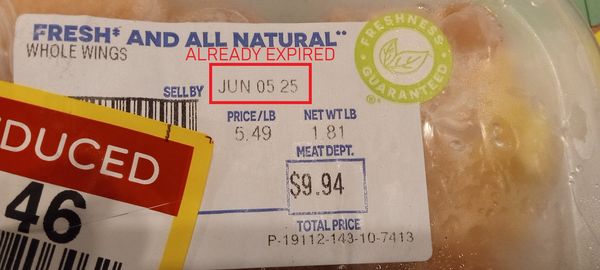 FRESH‡ AND ALL NATURAL**
WHOLE WINGS
ALREADY EXPIRED
SELL BY JUN 05 25
PRICE/LB NET WT LB
5.49 1.81
MEAT DEPT.
$9.94
TOTAL PRICE
P-19112-143-10-7413
FRESHNESS
GUARANTEED
EDUCED
46